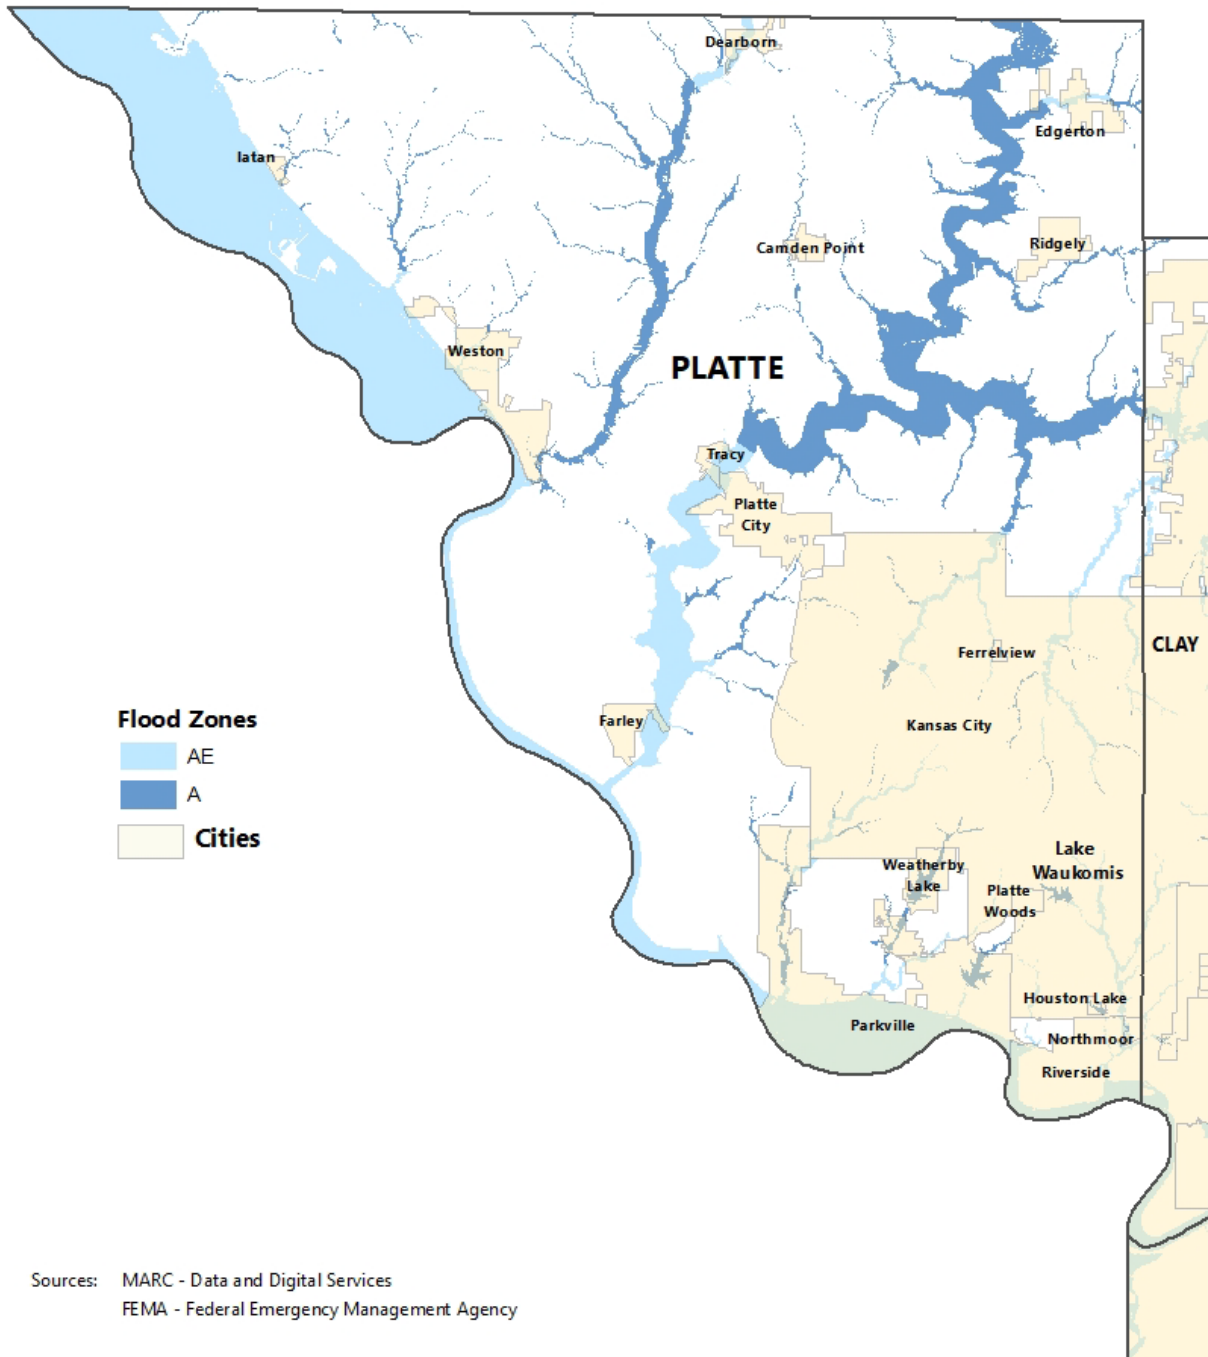 Dearborn
Edgerton
Iatan
Camden Point
Ridgely
Weston
PLATTE
Tracy
Platte
City
CLAY
Ferrelview
Farley
Kansas City
Flood Zones
AE
A
Cities
Lake
Waukomis
Weatherby
Lake
Platte
Woods
Houston Lake
Parkville
Northmoor
Riverside
Sources: MARC - Data and Digital Services
FEMA - Federal Emergency Management Agency